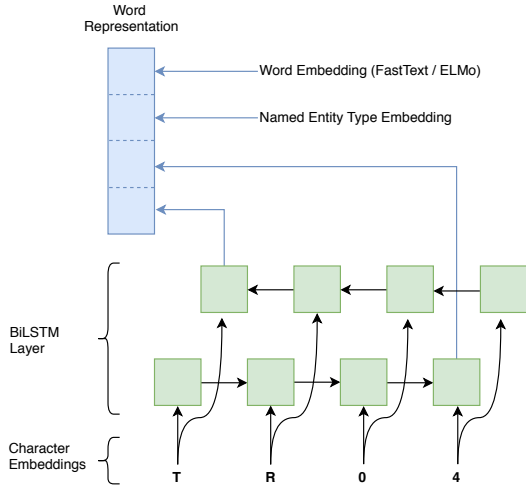 Word
Representation
Word Embedding (FastText / ELMo)
Named Entity Type Embedding
BiLSTM
Layer
Character
Embeddings
T R 0 4